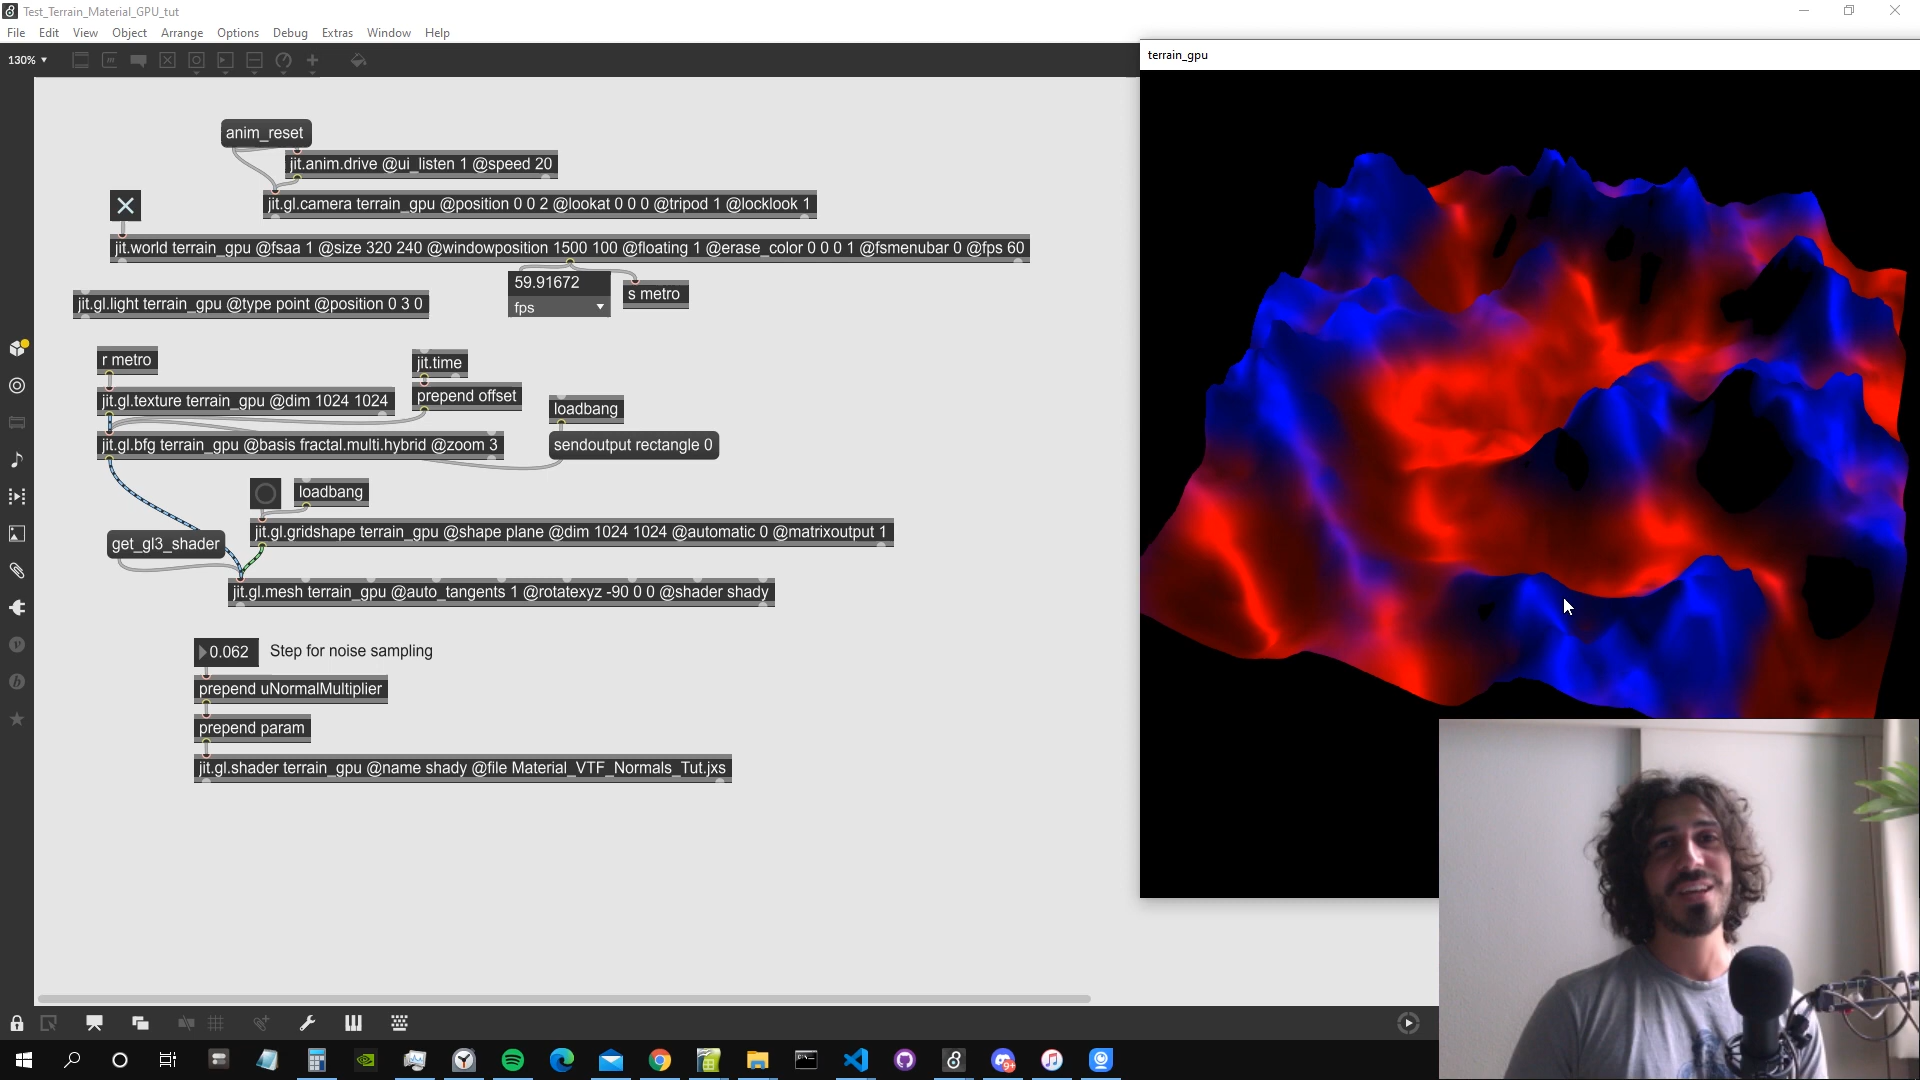 Test_Terrain_Material_GPU_tut
File Edit View Object Arrange Options Debug Extras Window Help
130%
terrain_gpu
anim_reset
jit.anim.drive @ui_listen 1 @speed 20
jit.gl.camera terrain_gpu @position 0 0 2 @lookat 0 0 0 @tripod 1 @locklook 1
jit.world terrain_gpu @fsaa 1 @size 320 240 @windowposition 1500 100 @floating 1 @erase_color 0 0 0 1 @fsmenubar 0 @fps 60
59.91672
fps
s metro
jit.gl.light terrain_gpu @type point @position 0 3 0
r metro
jit.time
jit.gl.texture terrain_gpu @dim 1024 1024
prepend offset
loadbang
jit.gl.bfg terrain_gpu @basis fractal.multi.hybrid @zoom 3
sendoutput rectangle 0
loadbang
jit.gl.gridshape terrain_gpu @shape plane @dim 1024 1024 @automatic 0 @matrixoutput 1
get_gl3_shader
jit.gl.mesh terrain_gpu @auto_tangents 1 @rotatexyz -90 0 0 @shader shady
0.062
Step for noise sampling
prepend uNormalMultiplier
prepend param
jit.gl.shader terrain_gpu @name shady @file Material_VTF_Normals_Tut.jxs
9+